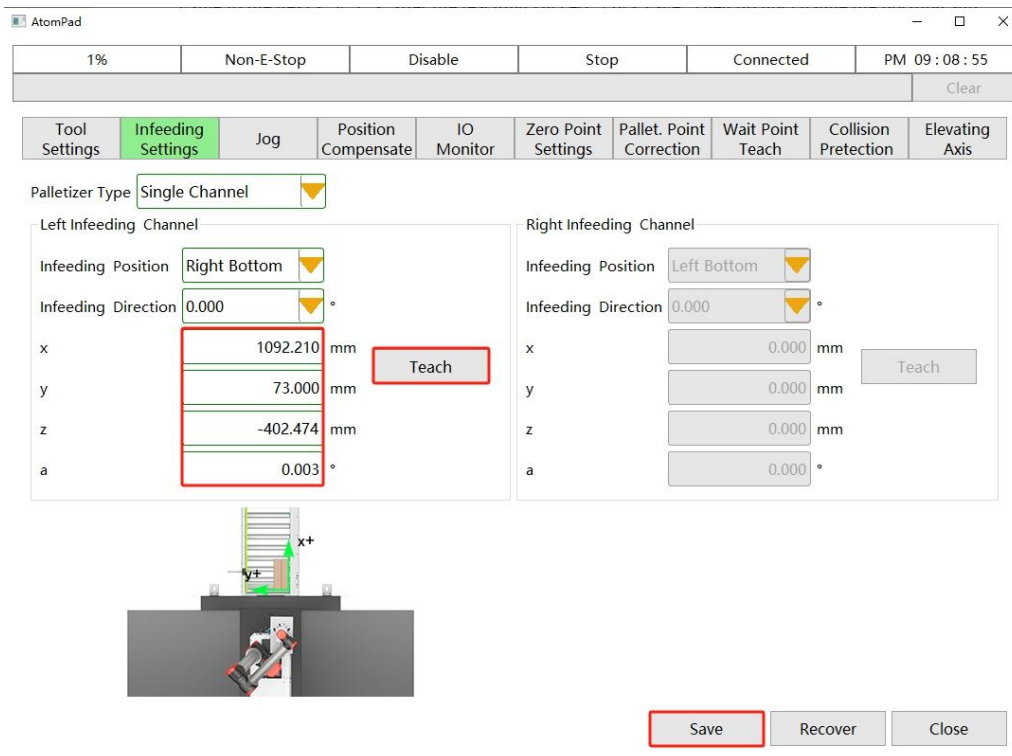 AtomPad
1% Non-E-Stop Disable Stop Connected PM 09 : 08 : 55
Clear
Tool Settings Infeeding Settings Jog Position Compensate IO Monitor Zero Point Settings Pallet. Point Correction Wait Point Teach Collision Pretection Elevating Axis
Palletizer Type Single Channel
Left Infeeding Channel
Infeeding Position Right Bottom
Infeeding Direction 0.000 °
x 1092.210 mm
Teach
y 73.000 mm
z -402.474 mm
a 0.003 °
Right Infeeding Channel
Infeeding Position Left Bottom
Infeeding Direction 0.000 °
x 0.000 mm
Teach
y 0.000 mm
z 0.000 mm
a 0.000 °
x+
y+
Save Recover Close